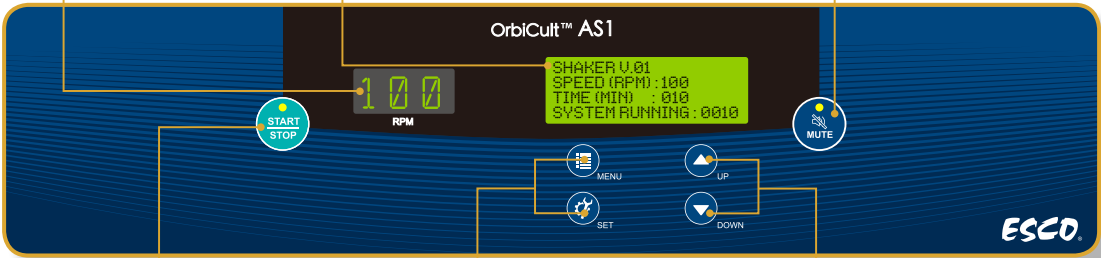 OrbiCult™ AS1
100
RPM
SHAKER V.01
SPEED (RPM) :100
TIME (MIN) : 010
SYSTEM RUNNING : 0010
START
STOP
MUTE
MENU
UP
SET
DOWN
ESCO®